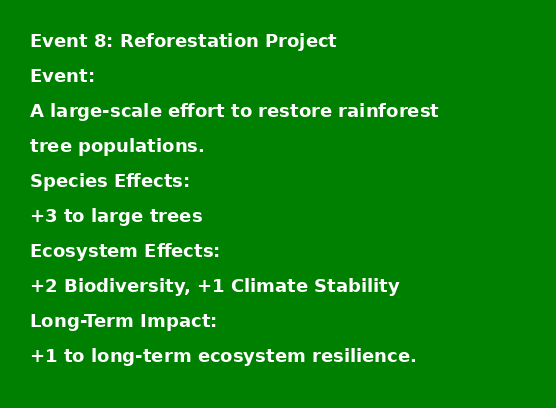 Event 8: Reforestation Project
Event:
A large-scale effort to restore rainforest
tree populations.
Species Effects:
+3 to large trees
Ecosystem Effects:
+2 Biodiversity, +1 Climate Stability
Long-Term Impact:
+1 to long-term ecosystem resilience.